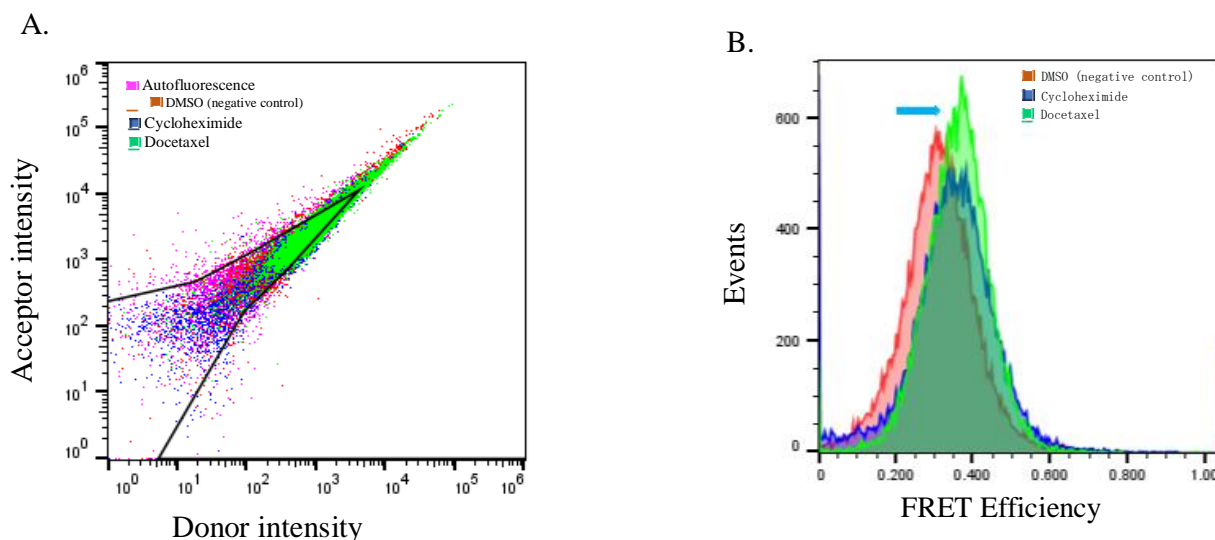 A.
Acceptor intensity
10^6
10^5
10^4
10^3
10^2
10^1
10^0
Autofluorescence
DMSO (negative control)
Cycloheximide
Docetaxel
10^0 10^1 10^2 10^3 10^4 10^5 10^6
Donor intensity
B.
Events
600
400
200
0
DMSO (negative control)
Cycloheximide
Docetaxel
0 0.200 0.400 0.600 0.800 1.00
FRET Efficiency